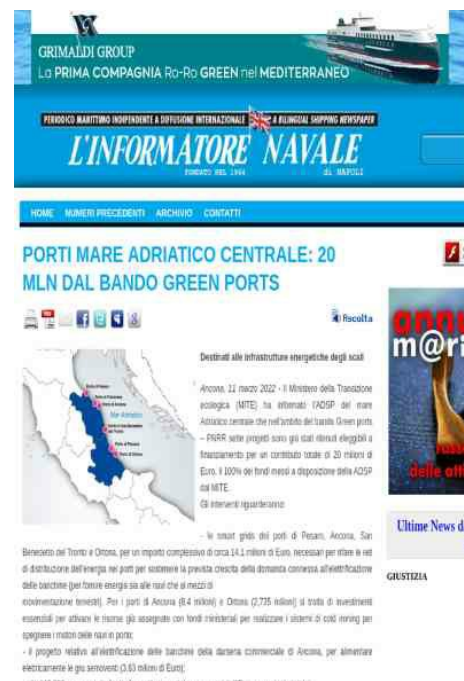 GRIMALDI GROUP
La PRIMA COMPAGNIA Ro-Ro GREEN nel MEDITERRANEO
PERIODICO MARITTIMO INDIPENDENTE A DIFFUSIONE INTERNAZIONALE A BILINGUAL SHIPPING NEWSPAPER
L'INFORMATORE NAVALE
FONDATO NEL 1964 di NAPOLI
HOME NUMERI PRECEDENTI ARCHIVIO CONTATTI
PORTI MARE ADRIATICO CENTRALE: 20
MLN DAL BANDO GREEN PORTS
Ascolta
Destinati alle infrastrutture energetiche degli scali
Ancona, 11 marzo 2022 - Il Ministero della Transizione
ecologica (MITE) ha informato l'ADSP del mare
Adriatico centrale che nell'ambito del bando Green ports
– PNRR sette progetti sono già stati ritenuti eleggibili a
finanziamento per un contributo totale di 20 milioni di
Euro, il 100% dei fondi messi a disposizione della ADSP
dal MITE.
Gli interventi riguarderanno:
- le smart grids dei porti di Pesaro, Ancona, San
Benedetto del Tronto e Ortona, per un importo complessivo di circa 14.1 milioni di Euro, necessari per rifare le reti
di distribuzione dell'energia nei porti per sostenere la prevista crescita della domanda connessa all'elettrificazione
delle banchine (per fornire energia sia alle navi che ai mezzi di
movimentazione terrestri). Per i porti di Ancona (8,4 milioni) e Ortona (2,735 milioni) si tratta di investimenti
essenziali per attivare le risorse già assegnate con fondi ministeriali per realizzare i sistemi di cold ironing per
spegnere i motori delle navi in porto;
- il progetto relativo all'elettrificazione delle banchine della darsena commerciale di Ancona, per alimentare
elettricamente le gru semoventi (3,63 milioni di Euro);
m@ri
delle att
Ultime News d
GIUSTIZIA